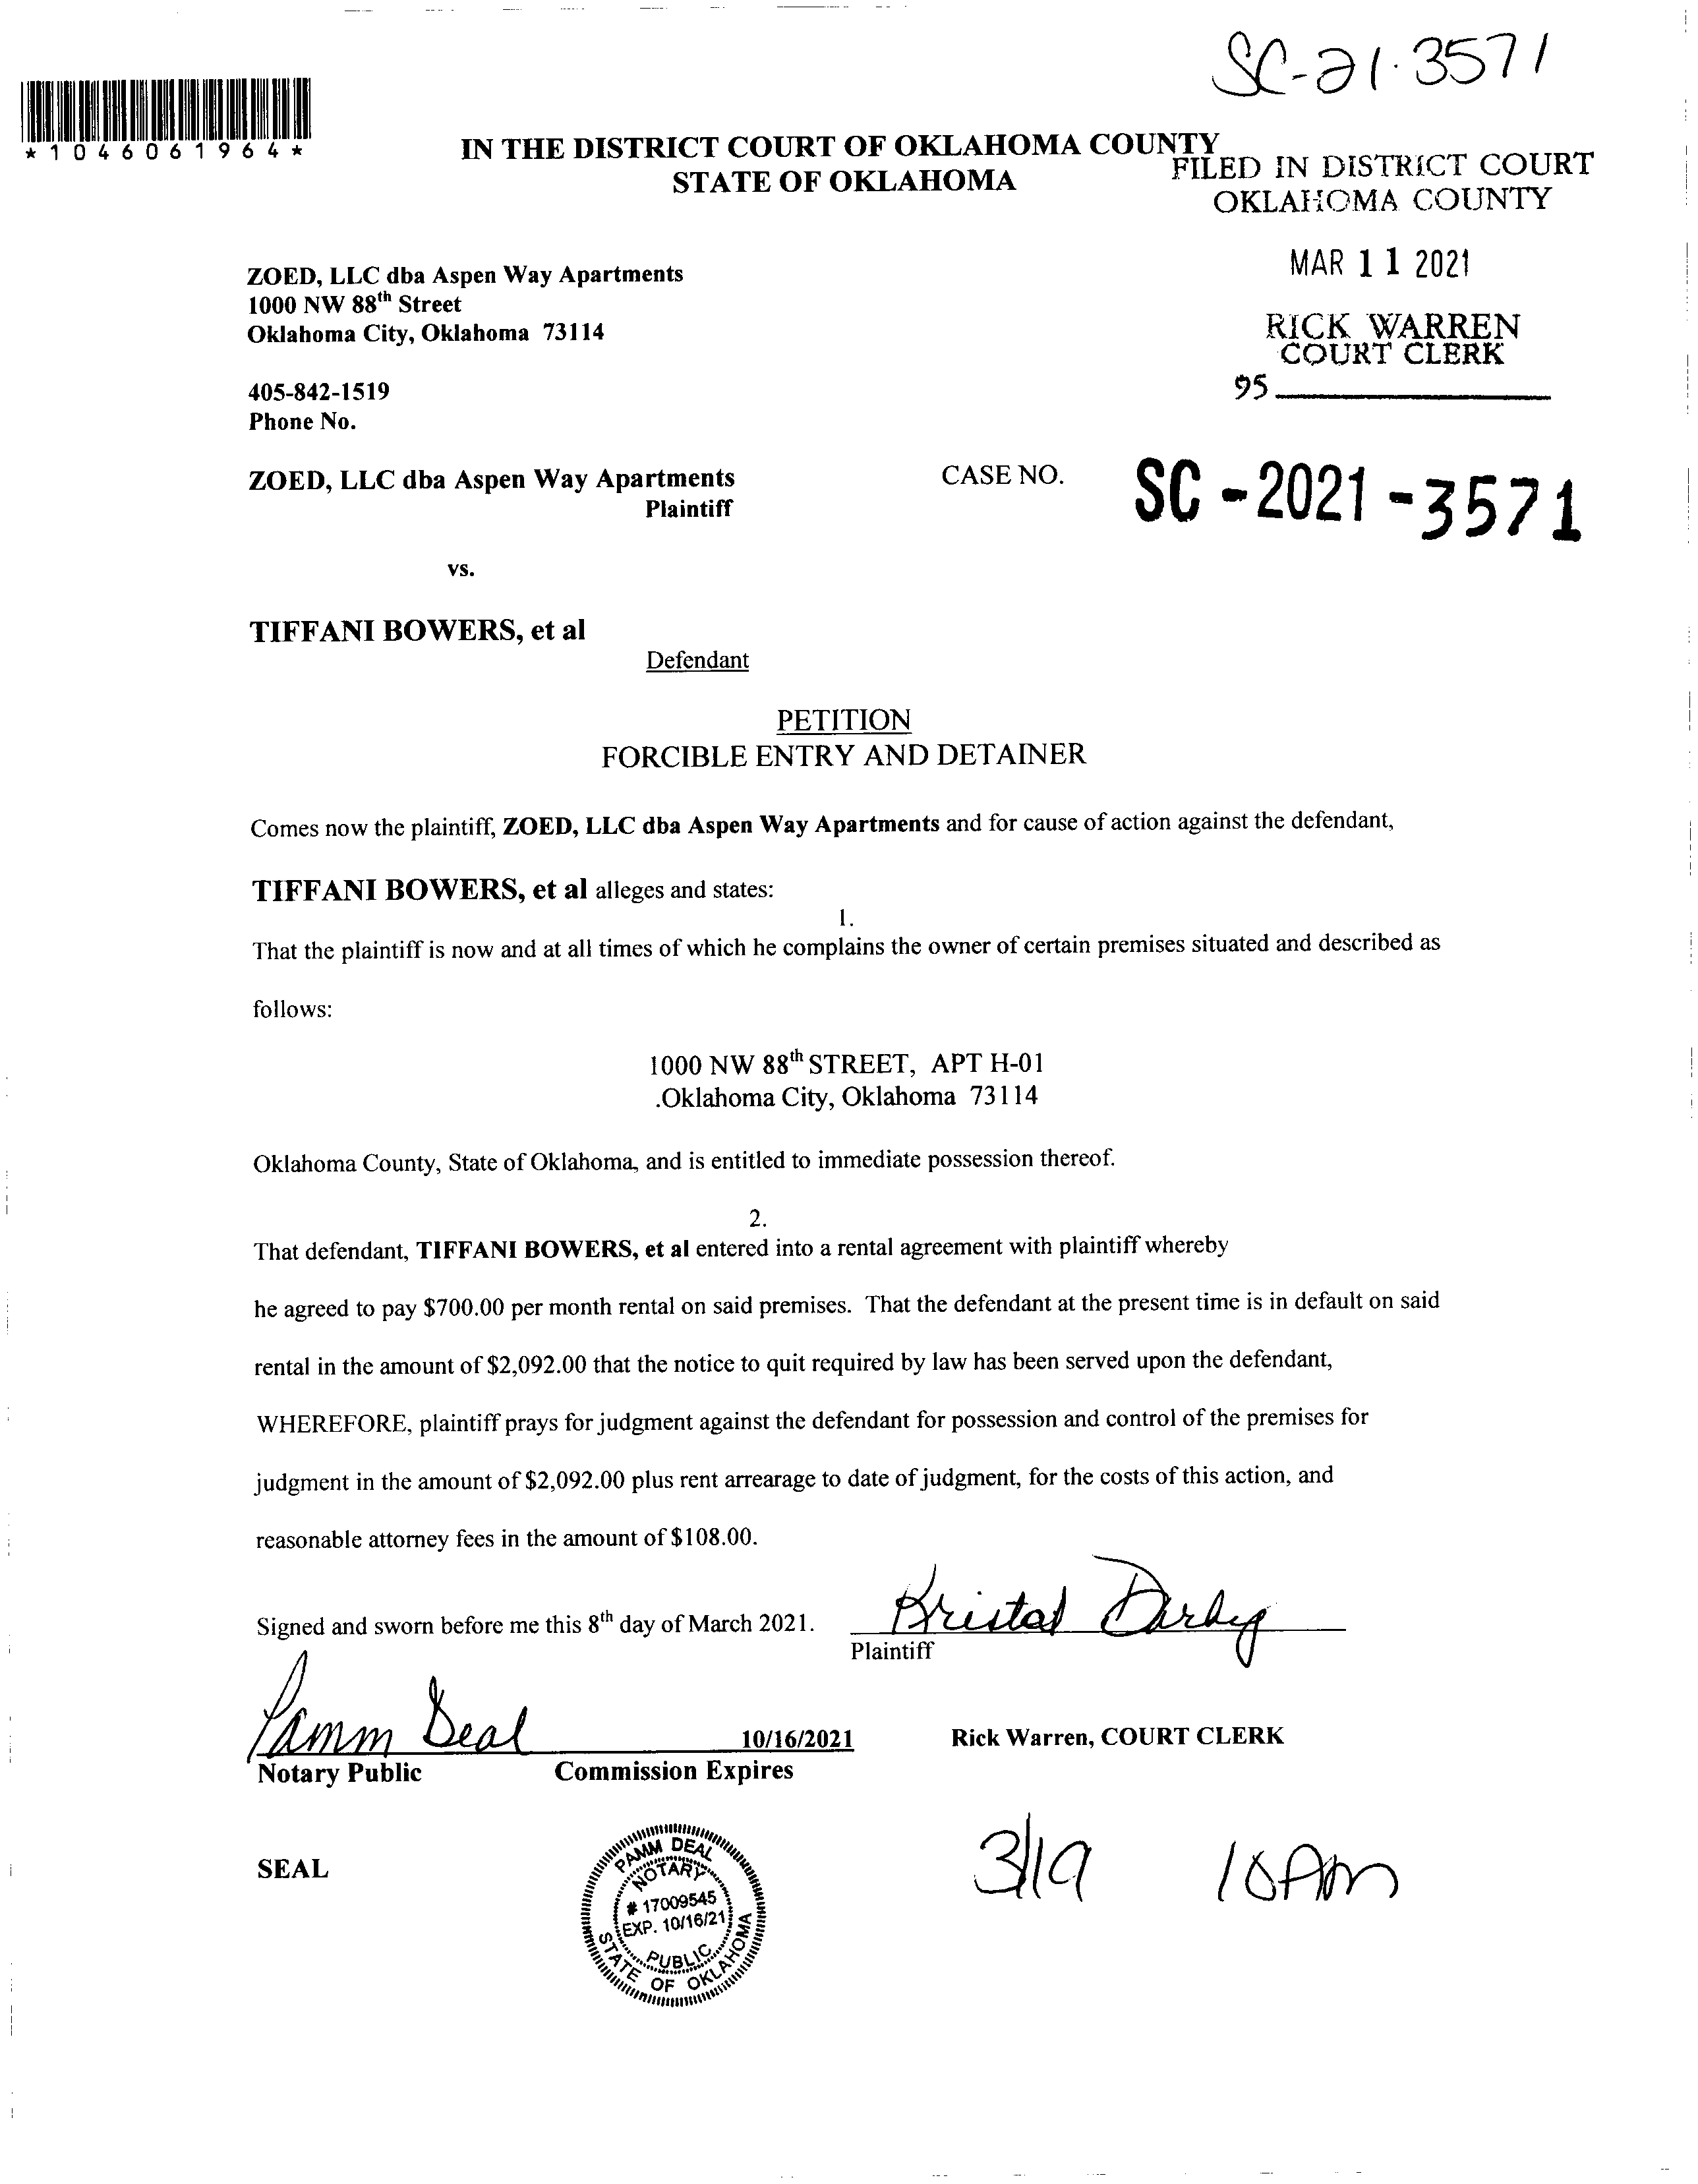 SC-21-3571
*1046061964*
IN THE DISTRICT COURT OF OKLAHOMA COUNTY
STATE OF OKLAHOMA
FILED IN DISTRICT COURT
OKLAHOMA COUNTY
MAR 11 2021
RICK WARREN
COURT CLERK
95
ZOED, LLC dba Aspen Way Apartments
1000 NW 88th Street
Oklahoma City, Oklahoma 73114
405-842-1519
Phone No.
ZOED, LLC dba Aspen Way Apartments
Plaintiff
CASE NO. SC-2021-3571
vs.
TIFFANI BOWERS, et al
Defendant
PETITION
FORCIBLE ENTRY AND DETAINER
Comes now the plaintiff, ZOED, LLC dba Aspen Way Apartments and for cause of action against the defendant,
TIFFANI BOWERS, et al alleges and states:
1.
That the plaintiff is now and at all times of which he complains the owner of certain premises situated and described as
follows:
1000 NW 88th STREET, APT H-01
.Oklahoma City, Oklahoma 73114
Oklahoma County, State of Oklahoma, and is entitled to immediate possession thereof.
2.
That defendant, TIFFANI BOWERS, et al entered into a rental agreement with plaintiff whereby
he agreed to pay $700.00 per month rental on said premises. That the defendant at the present time is in default on said
rental in the amount of $2,092.00 that the notice to quit required by law has been served upon the defendant,
WHEREFORE, plaintiff prays for judgment against the defendant for possession and control of the premises for
judgment in the amount of $2,092.00 plus rent arrearage to date of judgment, for the costs of this action, and
reasonable attorney fees in the amount of $108.00.
Signed and sworn before me this 8th day of March 2021.
Kristal Darby
Plaintiff
Pamm Deal 10/16/2021
Notary Public Commission Expires
Rick Warren, COURT CLERK
SEAL
PAMM DEAL
NOTARY
# 17009545
EXP. 10/16/21
PUBLIC
STATE OF OKLAHOMA
3/19 10 AM